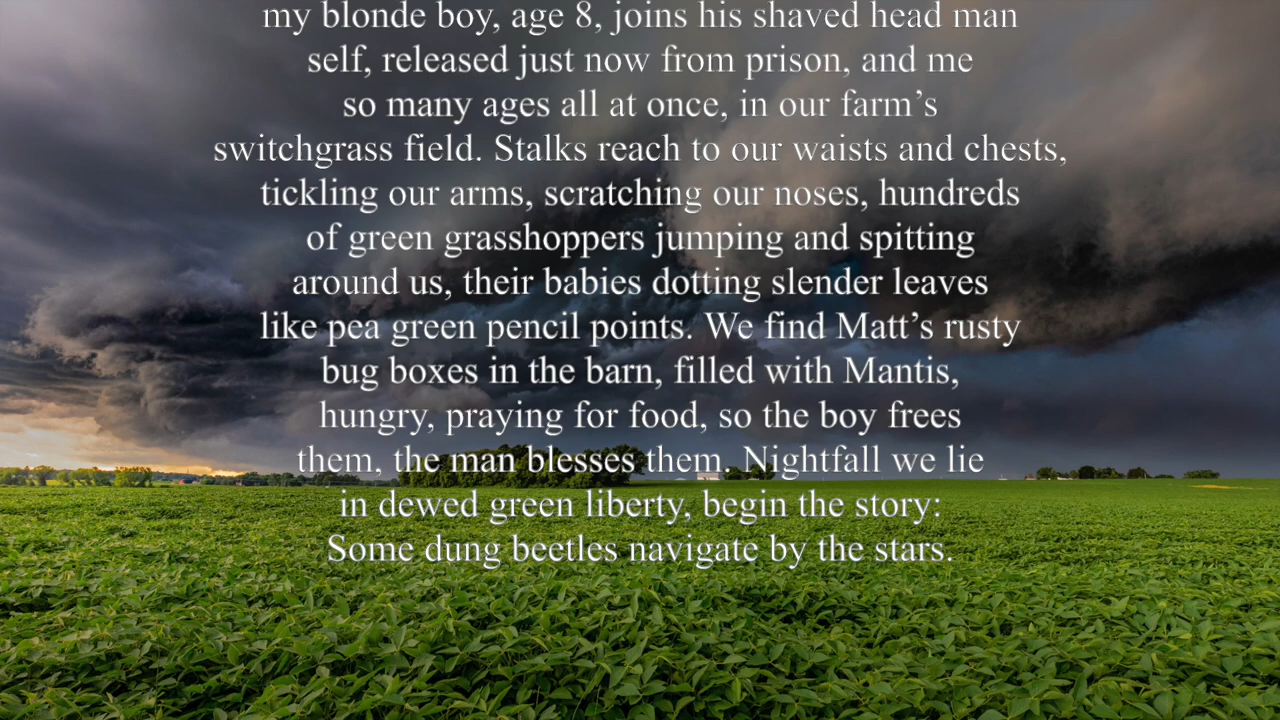 my blonde boy, age 8, joins his shaved head man
self, released just now from prison, and me
so many ages all at once, in our farm’s
switchgrass field. Stalks reach to our waists and chests,
tickling our arms, scratching our noses, hundreds
of green grasshoppers jumping and spitting
around us, their babies dotting slender leaves
like pea green pencil points. We find Matt’s rusty
bug boxes in the barn, filled with Mantis,
hungry, praying for food, so the boy frees
them, the man blesses them. Nightfall we lie
in dewed green liberty, begin the story:
Some dung beetles navigate by the stars.